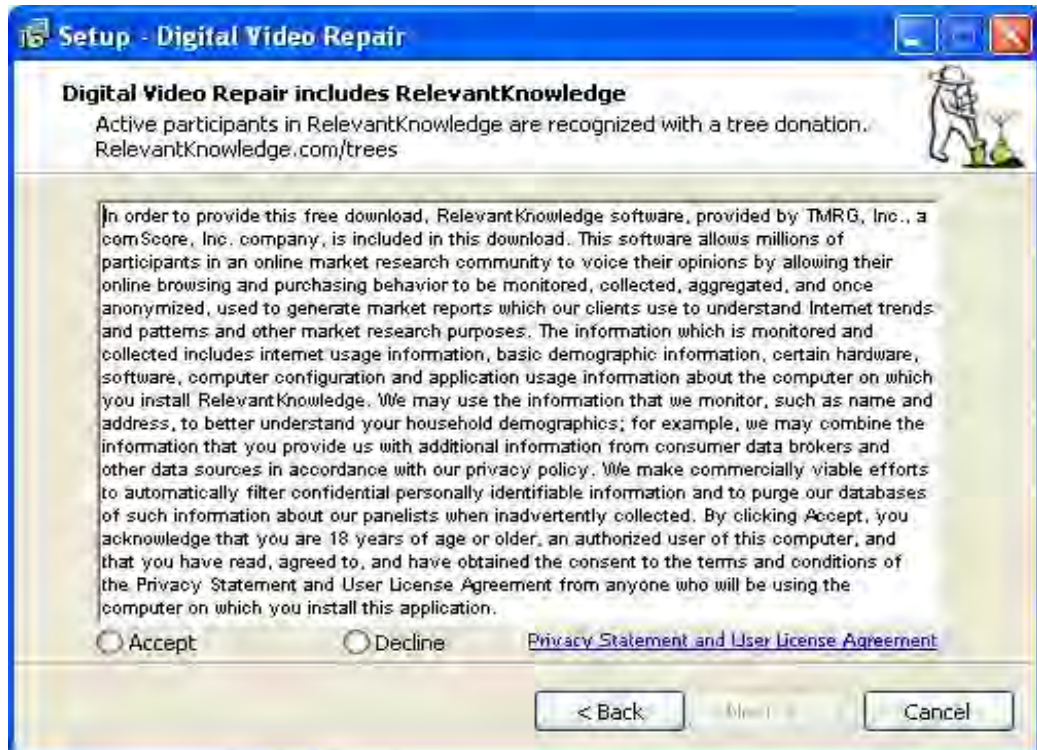 Setup - Digital Video Repair
Digital Video Repair includes RelevantKnowledge
Active participants in RelevantKnowledge are recognized with a tree donation.
RelevantKnowledge.com/trees
In order to provide this free download, RelevantKnowledge software, provided by TMRG, Inc., a
comScore, Inc. company, is included in this download. This software allows millions of
participants in an online market research community to voice their opinions by allowing their
online browsing and purchasing behavior to be monitored, collected, aggregated, and once
anonymized, used to generate market reports which our clients use to understand Internet trends
and patterns and other market research purposes. The information which is monitored and
collected includes internet usage information, basic demographic information, certain hardware,
software, computer configuration and application usage information about the computer on which
you install RelevantKnowledge. We may use the information that we monitor, such as name and
address, to better understand your household demographics; for example, we may combine the
information that you provide us with additional information from consumer data brokers and
other data sources in accordance with our privacy policy. We make commercially viable efforts
to automatically filter confidential personally identifiable information and to purge our databases
of such information about our panelists when inadvertently collected. By clicking Accept, you
acknowledge that you are 18 years of age or older, an authorized user of this computer, and
that you have read, agreed to, and have obtained the consent to the terms and conditions of
the Privacy Statement and User License Agreement from anyone who will be using the
computer on which you install this application.
Accept Decline Privacy Statement and User License Agreement
< Back Next > Cancel